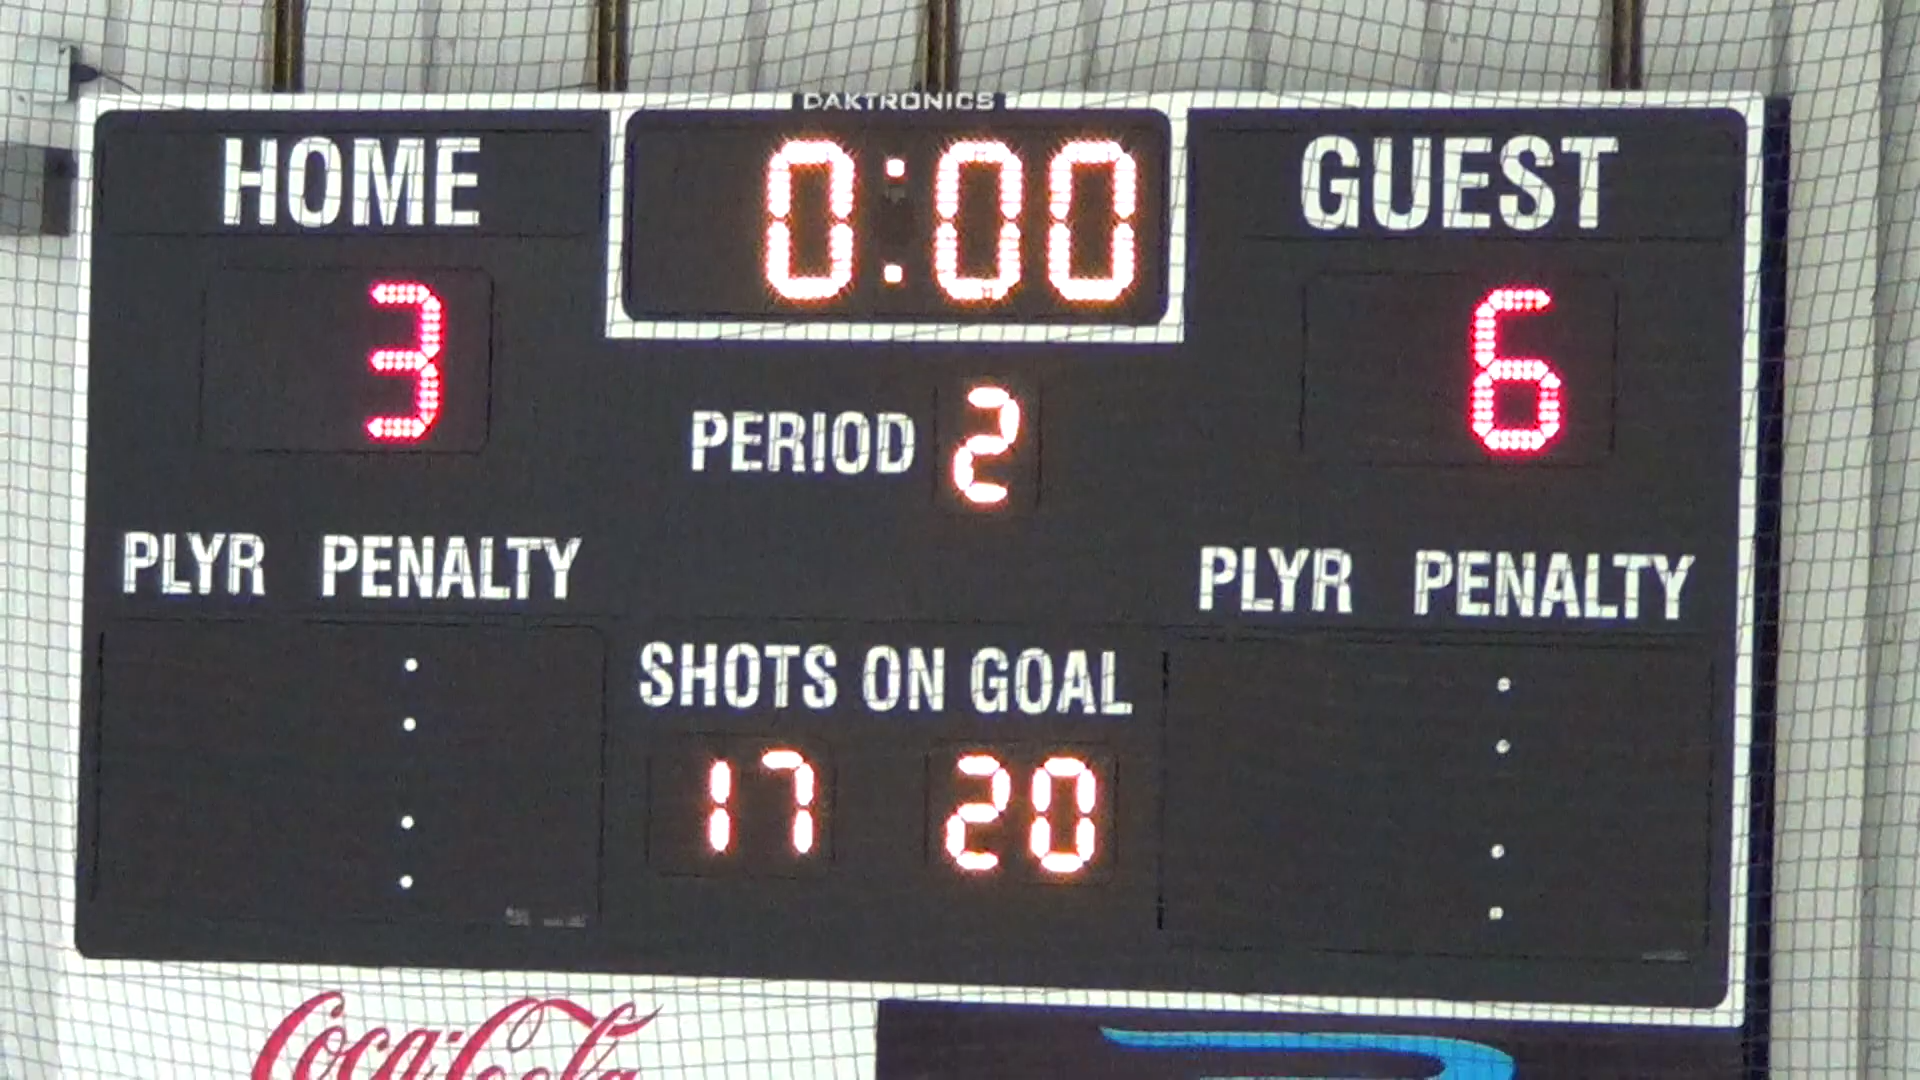 DAKTRONICS
HOME 0:00 GUEST
3 6
PERIOD 2
PLYR PENALTY PLYR PENALTY
: :
SHOTS ON GOAL
17 20
: :
Coca-Cola